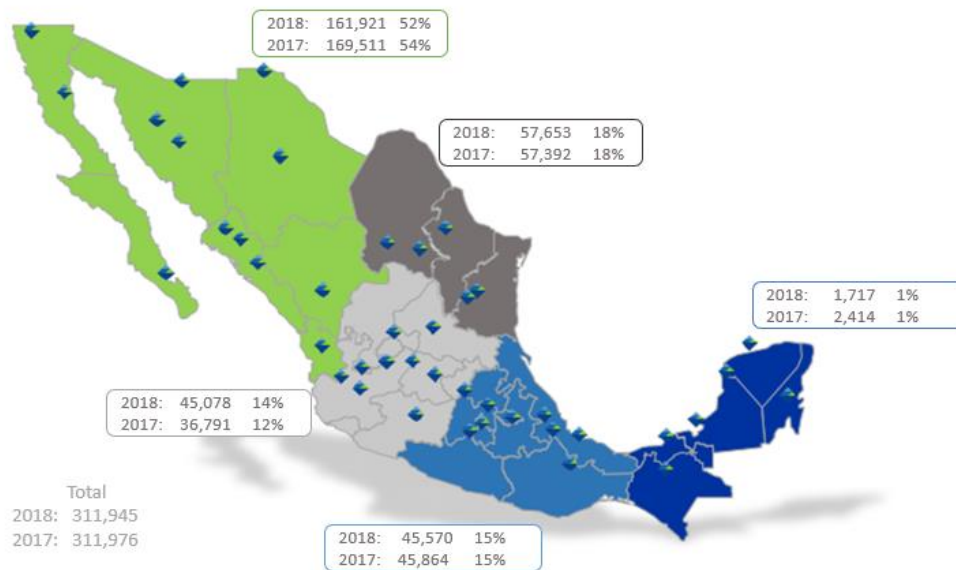 2018: 161,921 52%
2017: 169,511 54%
2018: 57,653 18%
2017: 57,392 18%
2018: 1,717 1%
2017: 2,414 1%
2018: 45,078 14%
2017: 36,791 12%
Total
2018: 311,945
2017: 311,976
2018: 45,570 15%
2017: 45,864 15%